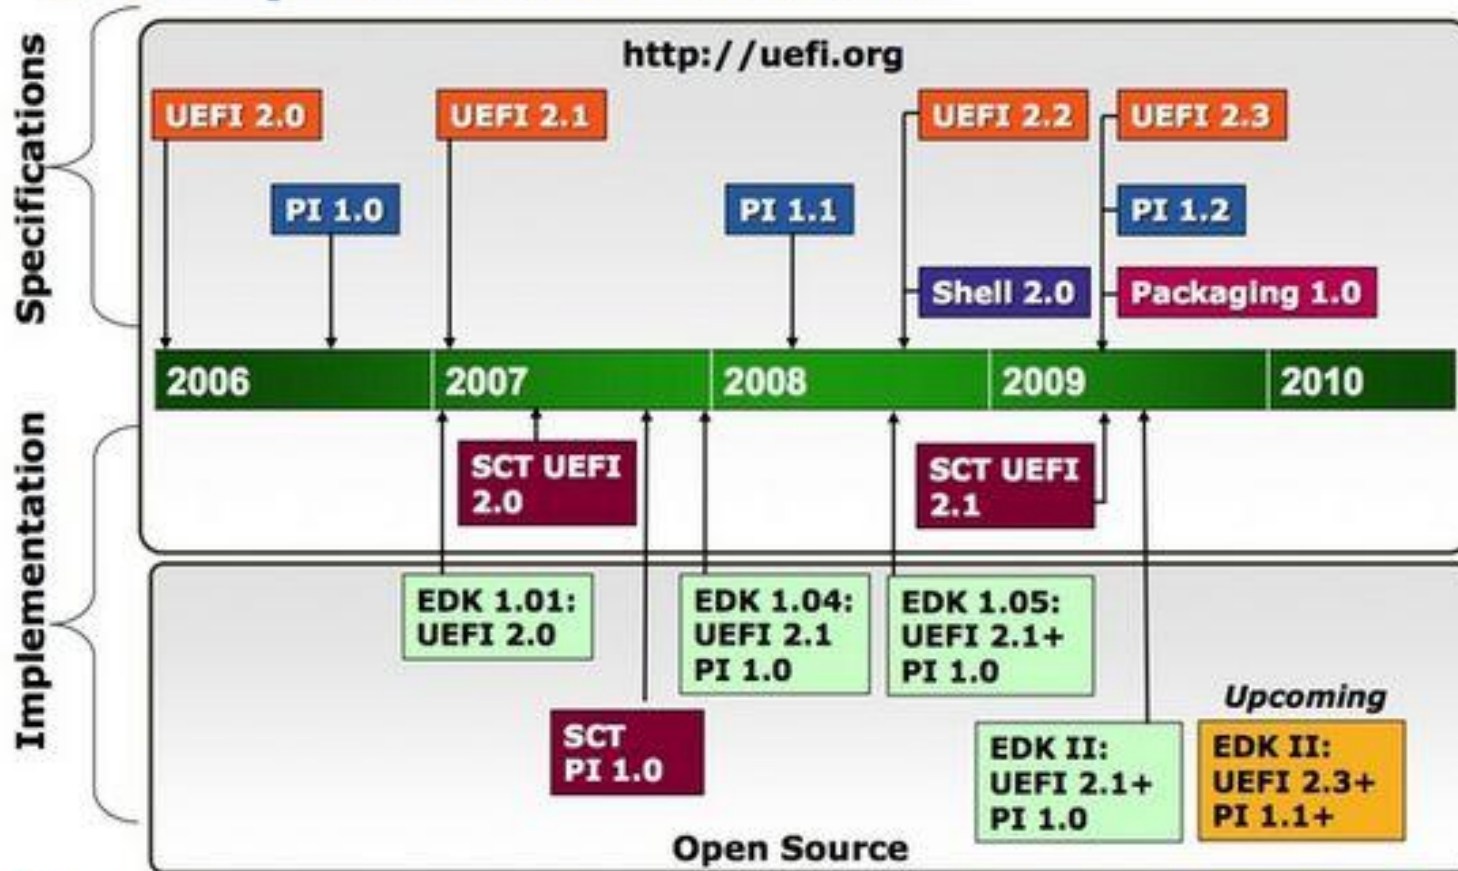 http://uefi.org
Specifications
UEFI 2.0
UEFI 2.1
UEFI 2.2
UEFI 2.3
PI 1.0
PI 1.1
PI 1.2
Shell 2.0
Packaging 1.0
2006
2007
2008
2009
2010
Implementation
SCT UEFI
2.0
SCT UEFI
2.1
EDK 1.01:
UEFI 2.0
EDK 1.04:
UEFI 2.1
PI 1.0
EDK 1.05:
UEFI 2.1+
PI 1.0
SCT
PI 1.0
EDK II:
UEFI 2.1+
PI 1.0
Upcoming
EDK II:
UEFI 2.3+
PI 1.1+
Open Source